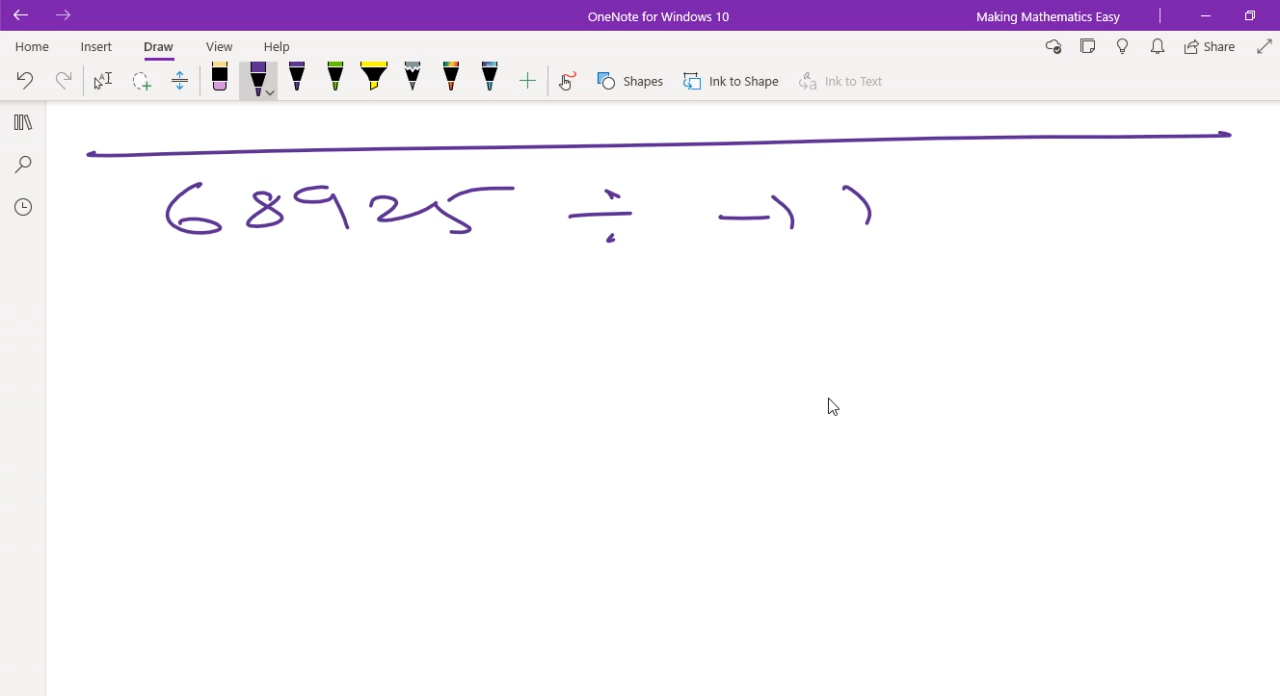 OneNote for Windows 10
Making Mathematics Easy
Home Insert Draw View Help
Share
Shapes Ink to Shape Ink to Text
68925 ÷ -11